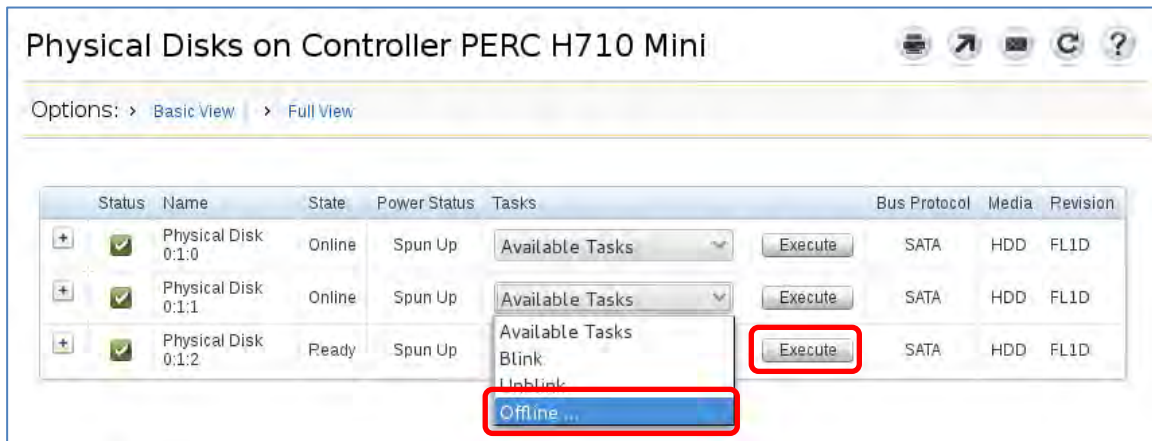 Physical Disks on Controller PERC H710 Mini
Options: › Basic View › Full View
Status Name State Power Status Tasks Bus Protocol Media Revision
Physical Disk 0:1:0 Online Spun Up Available Tasks Execute SATA HDD FL1D
Physical Disk 0:1:1 Online Spun Up Available Tasks Execute SATA HDD FL1D
Physical Disk 0:1:2 Ready Spun Up Execute SATA HDD FL1D
Available Tasks
Blink
Unblink
Offline ...